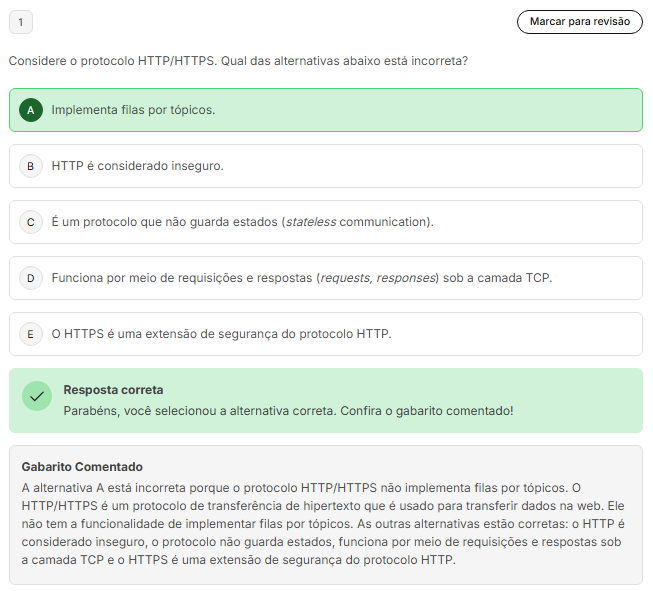 1
Marcar para revisão
Considere o protocolo HTTP/HTTPS. Qual das alternativas abaixo está incorreta?
A Implementa filas por tópicos.
B HTTP é considerado inseguro.
C É um protocolo que não guarda estados (stateless communication).
D Funciona por meio de requisições e respostas (requests, responses) sob a camada TCP.
E O HTTPS é uma extensão de segurança do protocolo HTTP.
Resposta correta
Parabéns, você selecionou a alternativa correta. Confira o gabarito comentado!
Gabarito Comentado
A alternativa A está incorreta porque o protocolo HTTP/HTTPS não implementa filas por tópicos. O
HTTP/HTTPS é um protocolo de transferência de hipertexto que é usado para transferir dados na web. Ele
não tem a funcionalidade de implementar filas por tópicos. As outras alternativas estão corretas: o HTTP é
considerado inseguro, o protocolo não guarda estados, funciona por meio de requisições e respostas sob
a camada TCP e o HTTPS é uma extensão de segurança do protocolo HTTP.